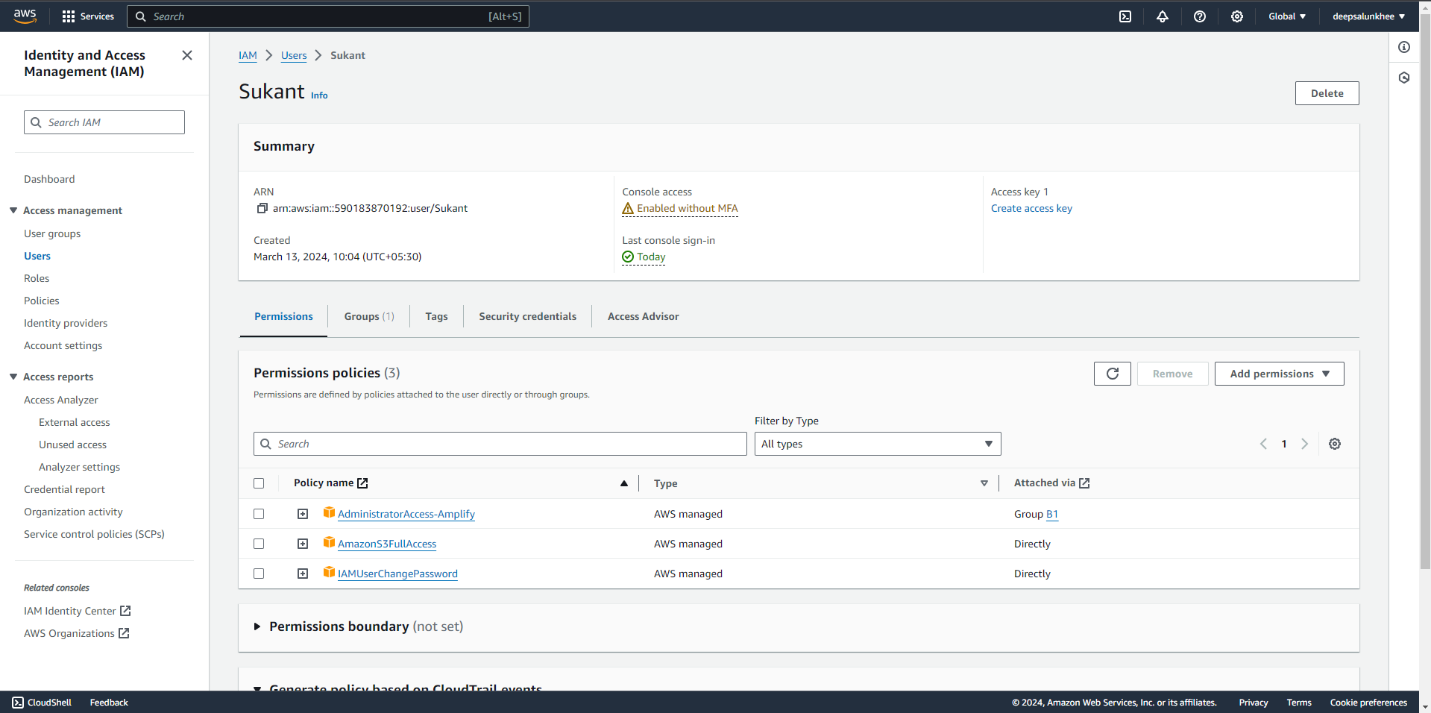 aws Services Search [Alt+S] Global deepsalunkhee
Identity and Access
Management (IAM)
Search IAM
Dashboard
Access management
User groups
Users
Roles
Policies
Identity providers
Account settings
Access reports
Access Analyzer
External access
Unused access
Analyzer settings
Credential report
Organization activity
Service control policies (SCPs)
Related consoles
IAM Identity Center
AWS Organizations
IAM > Users > Sukant
Sukant Info
Delete
Summary
ARN
arn:aws:iam::590183870192:user/Sukant
Created
March 13, 2024, 10:04 (UTC+05:30)
Console access
Enabled without MFA
Last console sign-in
Today
Access key 1
Create access key
Permissions Groups (1) Tags Security credentials Access Advisor
Permissions policies (3)
Permissions are defined by policies attached to the user directly or through groups.
Remove Add permissions
Filter by Type
Search All types 1
Policy name Type Attached via
AdministratorAccess-Amplify AWS managed Group B1
AmazonS3FullAccess AWS managed Directly
IAMUserChangePassword AWS managed Directly
Permissions boundary (not set)
Generate policy based on CloudTrail events
CloudShell Feedback © 2024, Amazon Web Services, Inc. or its affiliates. Privacy Terms Cookie preferences